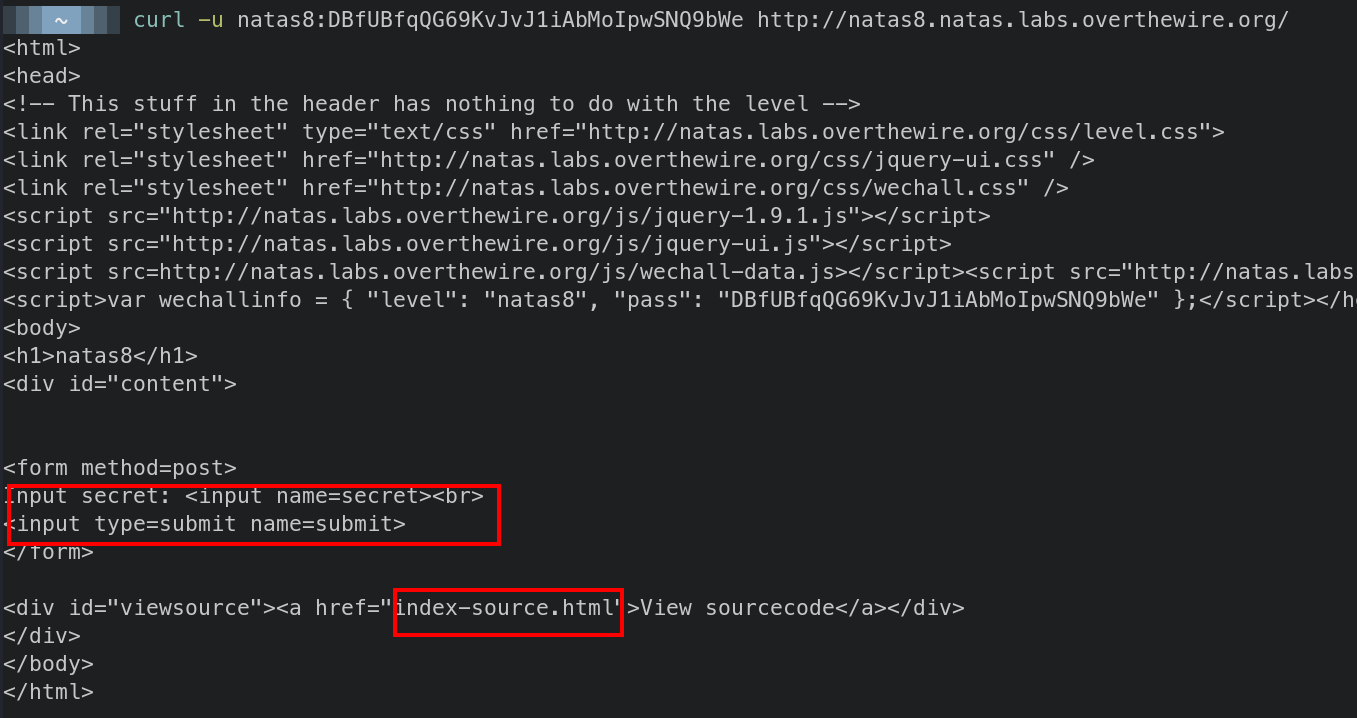 ~ curl -u natas8:DBfUBfqQG69KvJvJ1iAbMoIpwSNQ9bWe http://natas8.natas.labs.overthewire.org/
<html>
<head>
<!-- This stuff in the header has nothing to do with the level -->
<link rel="stylesheet" type="text/css" href="http://natas.labs.overthewire.org/css/level.css">
<link rel="stylesheet" href="http://natas.labs.overthewire.org/css/jquery-ui.css" />
<link rel="stylesheet" href="http://natas.labs.overthewire.org/css/wechall.css" />
<script src="http://natas.labs.overthewire.org/js/jquery-1.9.1.js"></script>
<script src="http://natas.labs.overthewire.org/js/jquery-ui.js"></script>
<script src=http://natas.labs.overthewire.org/js/wechall-data.js></script><script src="http://natas.labs
<script>var wechallinfo = { "level": "natas8", "pass": "DBfUBfqQG69KvJvJ1iAbMoIpwSNQ9bWe" };</script></he
<body>
<h1>natas8</h1>
<div id="content">
<form method=post>
Input secret: <input name=secret><br>
<input type=submit name=submit>
</form>
<div id="viewsource"><a href="index-source.html">View sourcecode</a></div>
</div>
</body>
</html>